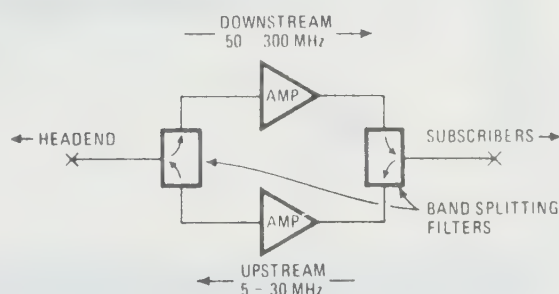 DOWNSTREAM
50 300 MHz
AMP
← HEADEND
SUBSCRIBERS →
AMP
BAND SPLITTING
FILTERS
UPSTREAM
5 - 30 MHz